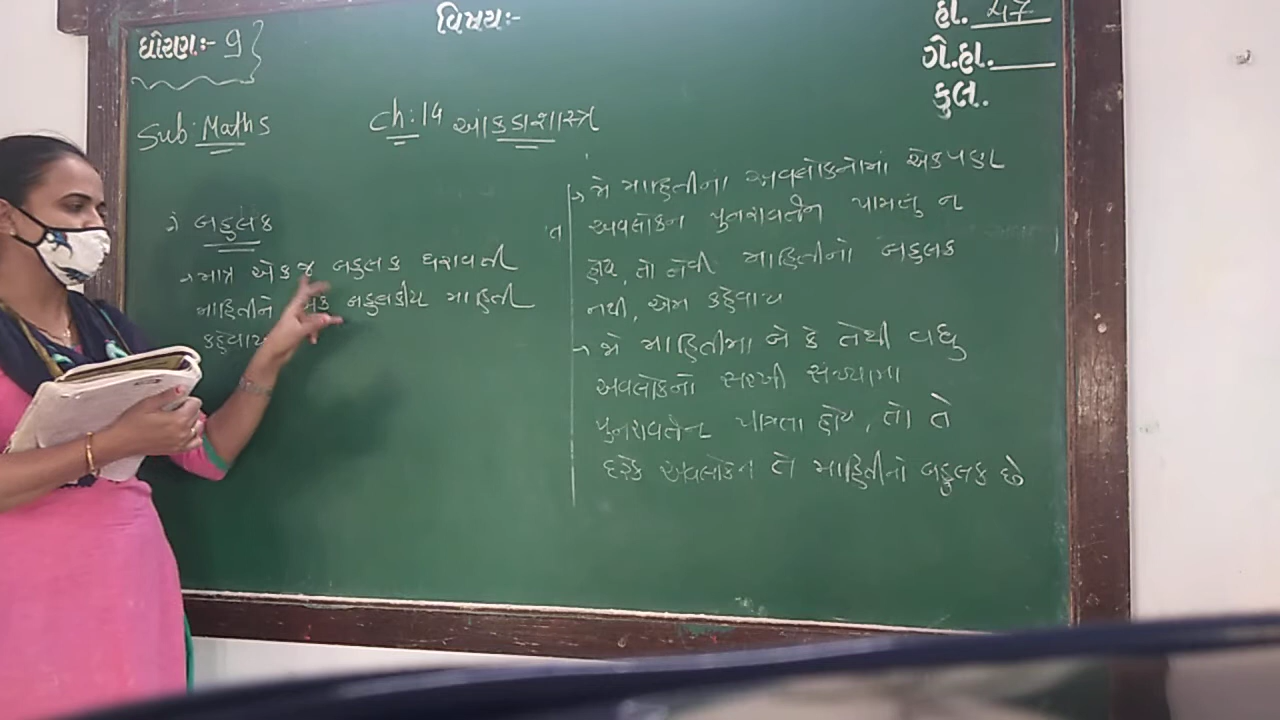 ધોરણ:- 9
વિષય:-
હા. 47
ગે.હા.
કુલ.
Sub: Maths
Ch: 14 આંકડાશાસ્ત્ર
બહુલક
→ માત્ર એક જ બહુલક ધરાવતી
માહિતીને એક બહુલકીય માહિતી
કહેવાય
→ જો માહિતીના અવલોકનોમાં એકપણ
અવલોકન પુનરાવર્તન પામતું ન
હોય, તો તેવી માહિતીનો બહુલક
નથી, એમ કહેવાય
→ જો માહિતીમા બે કે તેથી વધુ
અવલોકનો સરખી સંખ્યામા
પુનરાવર્તન પામતા હોય, તો તે
દરેક અવલોકન તે માહિતીનો બહુલક છે